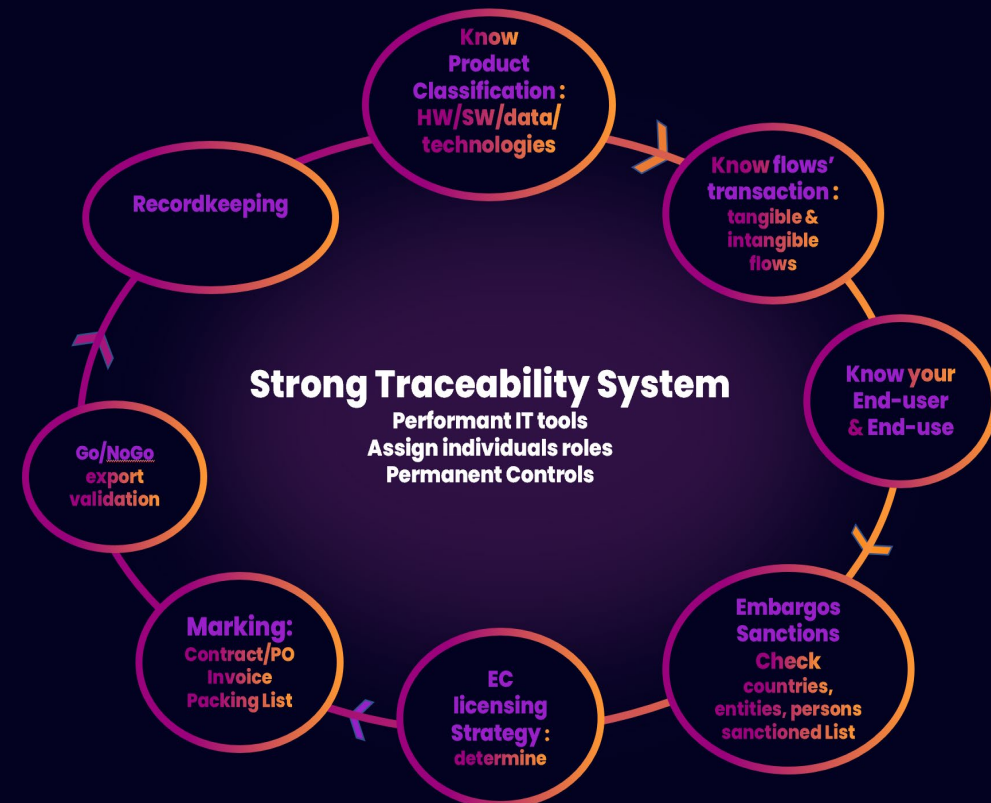 Know
Product
Classification :
HW/SW/data/
technologies
Know flows’
transaction :
tangible &
intangible
flows
Know your
End-user
& End-use
Embargos
Sanctions
Check
countries,
entities, persons
sanctioned List
EC
licensing
Strategy :
determine
Marking:
Contract/PO
Invoice
Packing List
Go/NoGo
export
validation
Recordkeeping
Strong Traceability System
Performant IT tools
Assign individuals roles
Permanent Controls